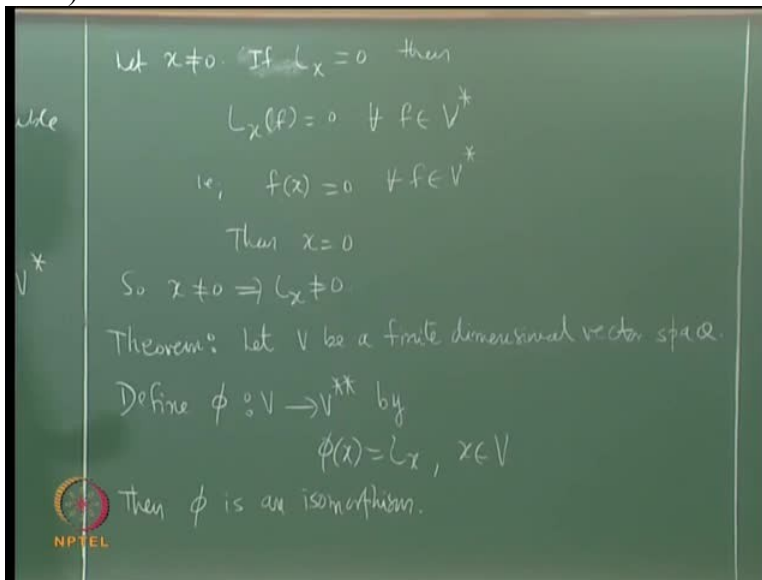 Let x≠0. If L_x = 0 then
L_x(f) = 0 ∀ f ∈ V*
ie, f(x) = 0 ∀ f ∈ V*
Then x = 0
V*
So x ≠ 0 ⇒ L_x ≠ 0.
Theorem: Let V be a finite dimensional vector space.
Define φ : V → V** by
φ(x) = L_x, x ∈ V
Then φ is an isomorphism.
NPTEL